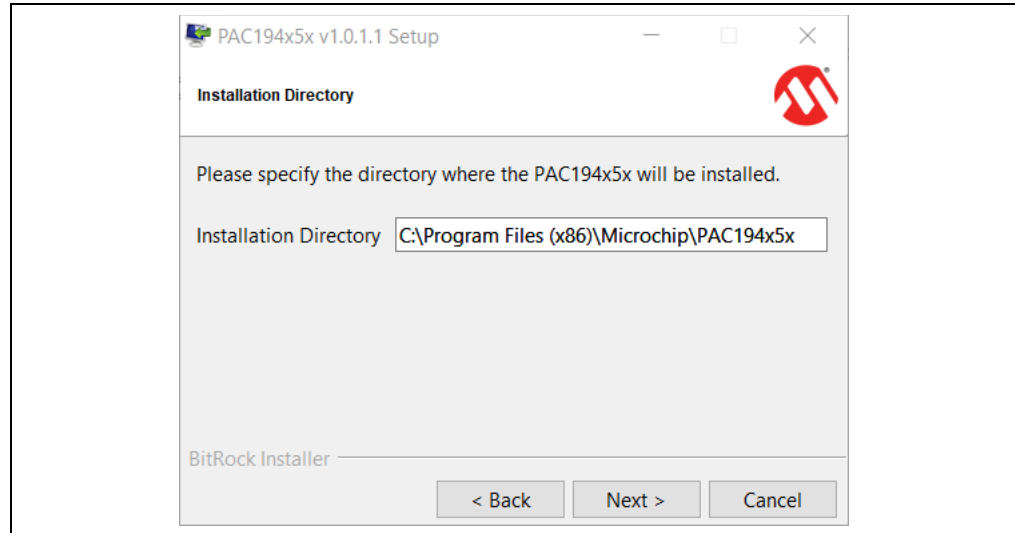 PAC194x5x v1.0.1.1 Setup
Installation Directory
Please specify the directory where the PAC194x5x will be installed.
Installation Directory C:\Program Files (x86)\Microchip\PAC194x5x
BitRock Installer
< Back Next > Cancel